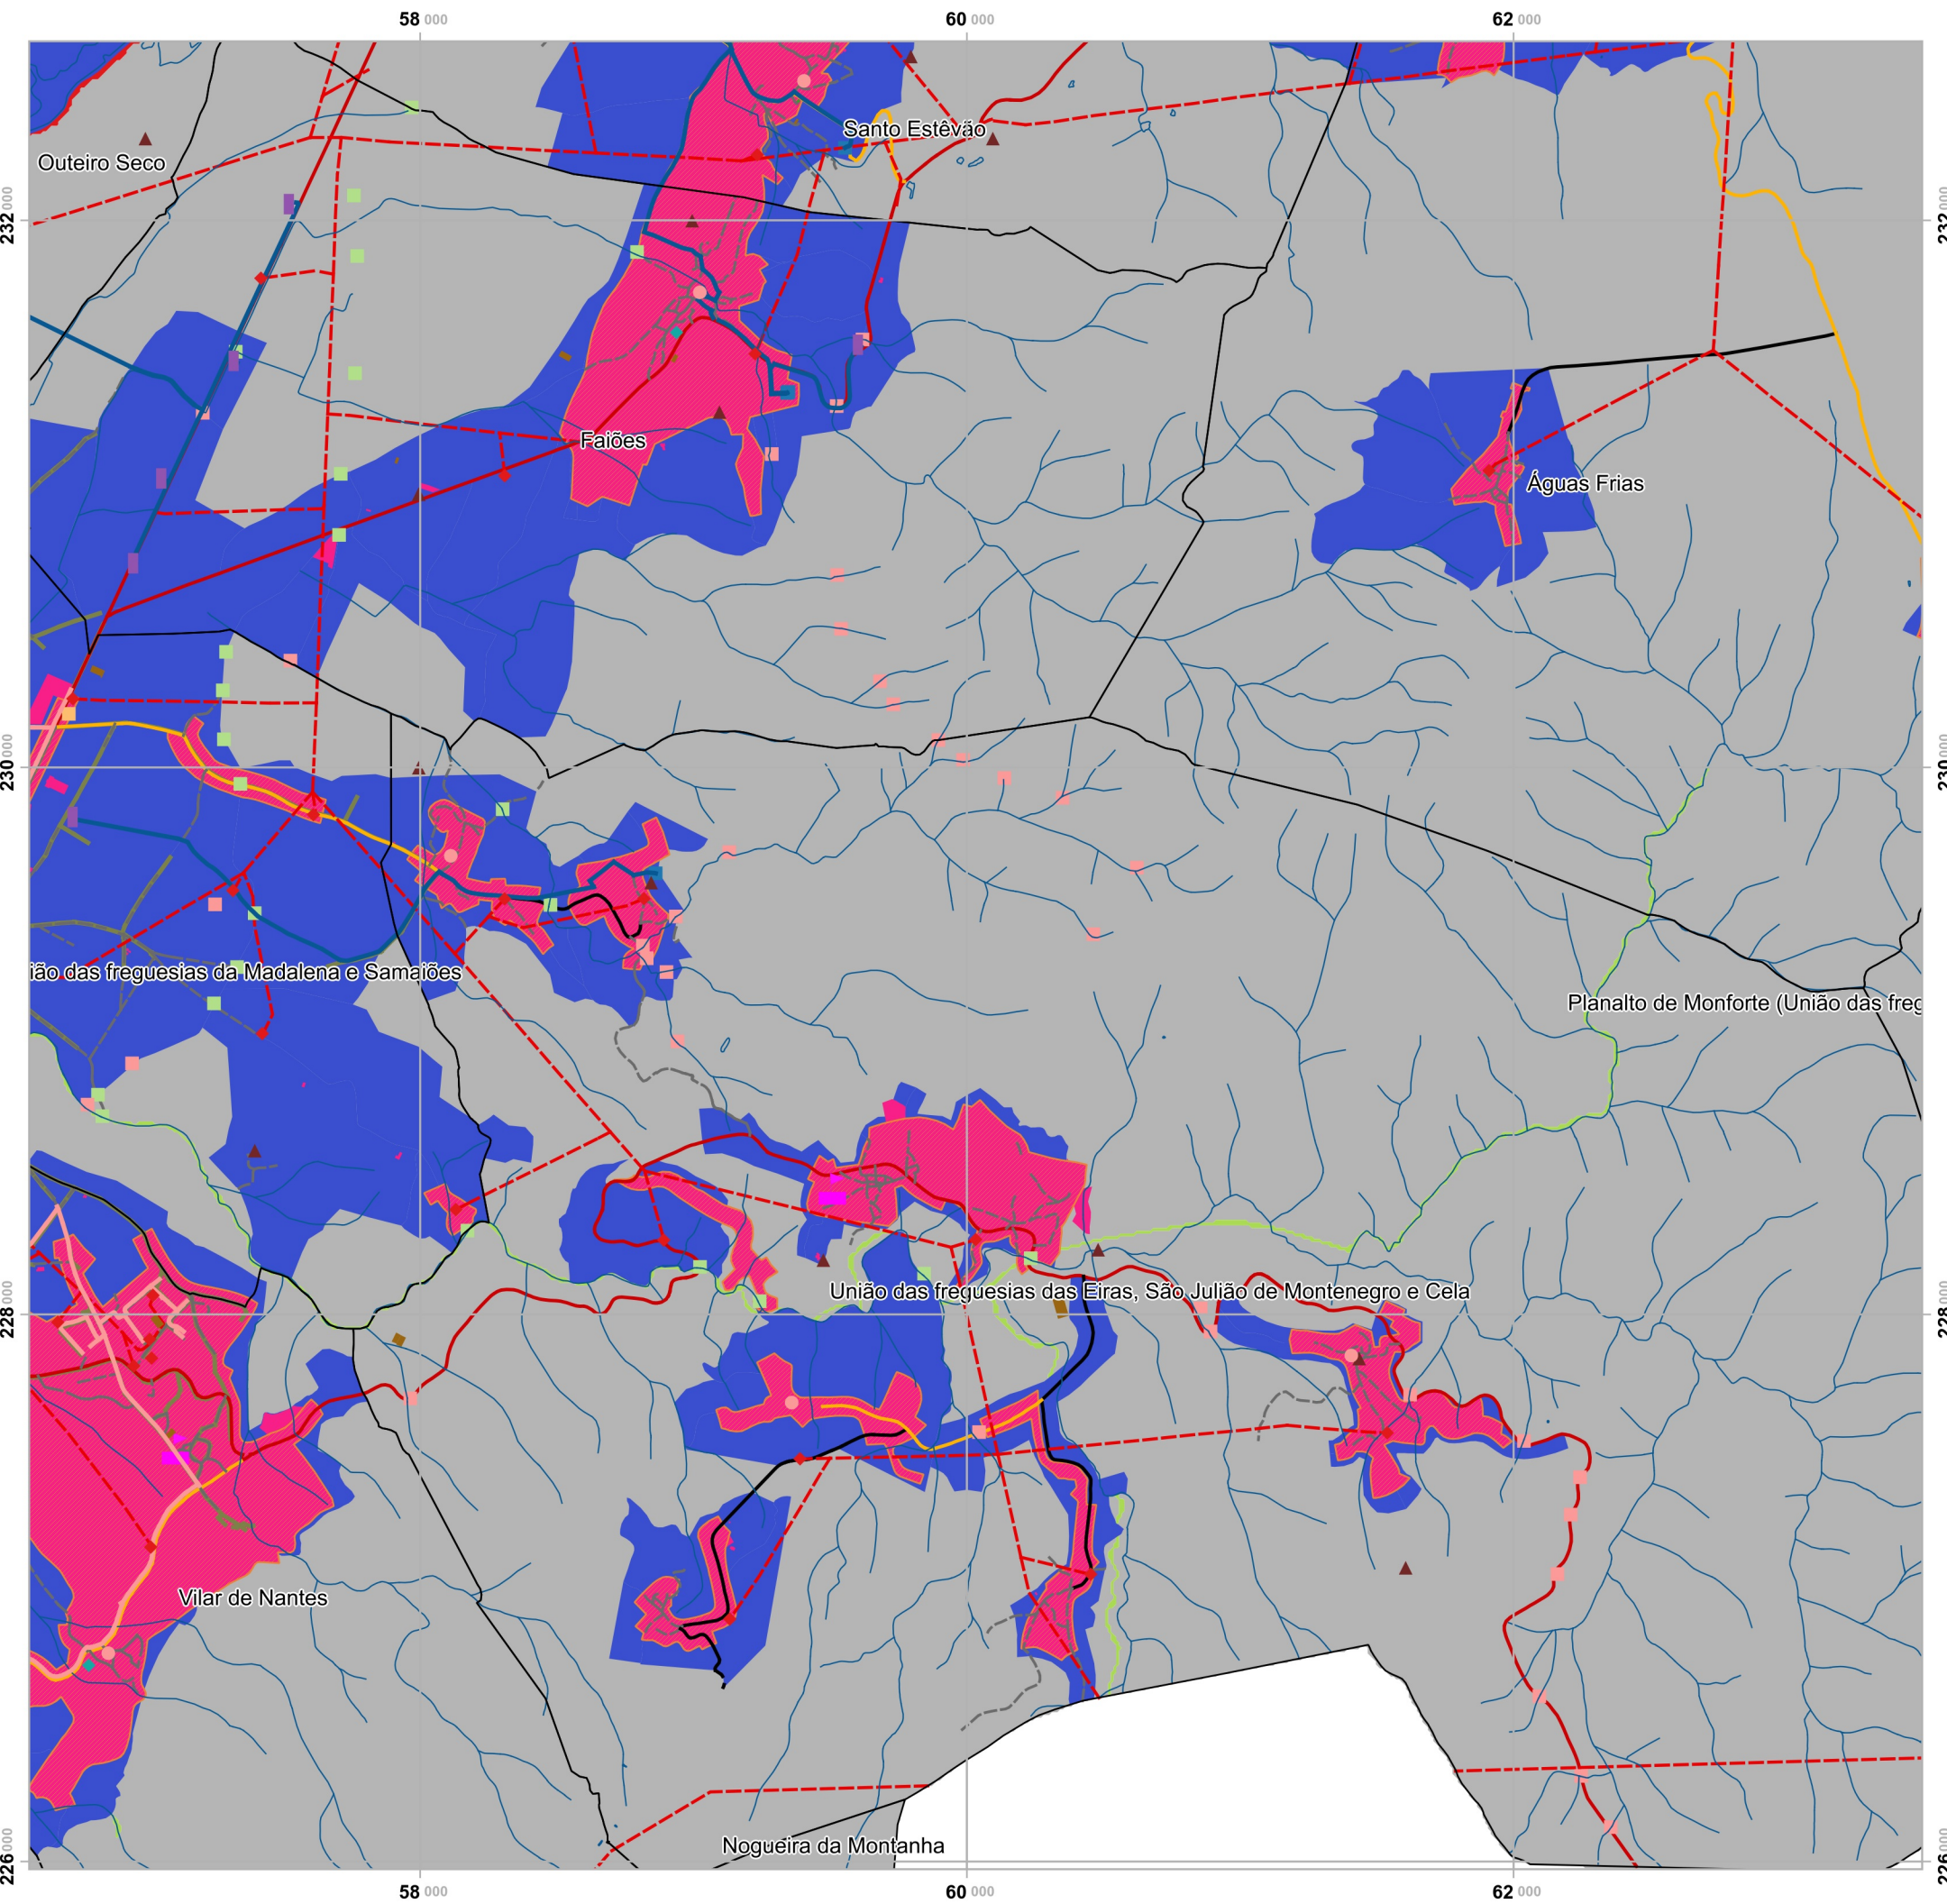 58 000 60 000 62 000
Santo Estêvão
Outeiro Seco
232 000 232 000
Faiões
Águas Frias
230 000 230 000
ião das freguesias da Madalena e Samaiões
Planalto de Monforte (União das freg
União das freguesias das Eiras, São Julião de Montenegro e Cela
228 000 228 000
Vilar de Nantes
Nogueira da Montanha
226 000 226 000
58 000 60 000 62 000